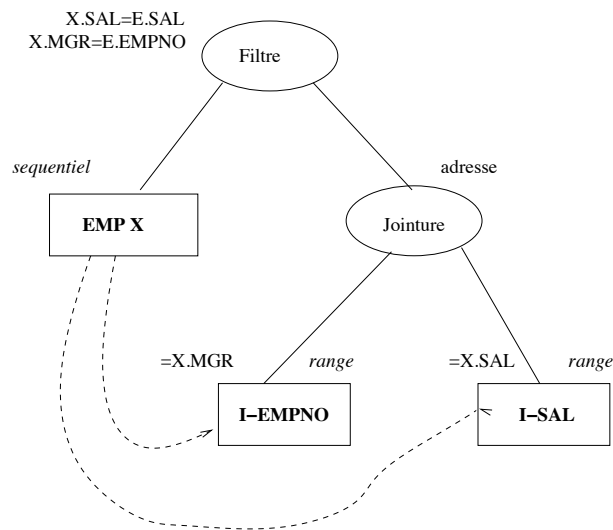 X.SAL=E.SAL
X.MGR=E.EMPNO
Filtre
sequentiel
adresse
EMP X
Jointure
=X.MGR
range
=X.SAL
range
I−EMPNO
I−SAL